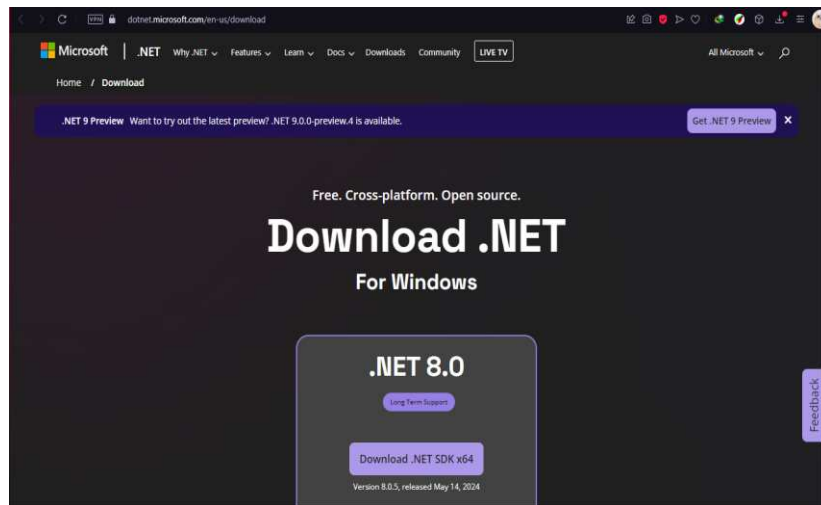 VPN dotnet.microsoft.com/en-us/download
Microsoft | .NET Why .NET Features Learn Docs Downloads Community LIVE TV All Microsoft
Home / Download
.NET 9 Preview Want to try out the latest preview? .NET 9.0.0-preview.4 is available. Get .NET 9 Preview
Free. Cross-platform. Open source.
Download .NET
For Windows
.NET 8.0
Long Term Support
Download .NET SDK x64
Version 8.0.5, released May 14, 2024
Feedback